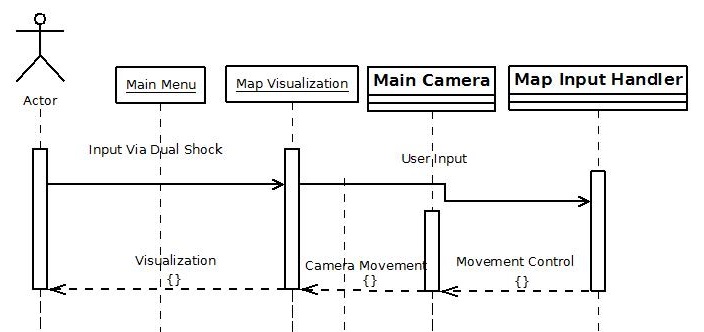 Actor
Main Menu
Map Visualization
Main Camera
Map Input Handler
Input Via Dual Shock
User Input
Visualization
{}
Camera Movement
{}
Movement Control
{}